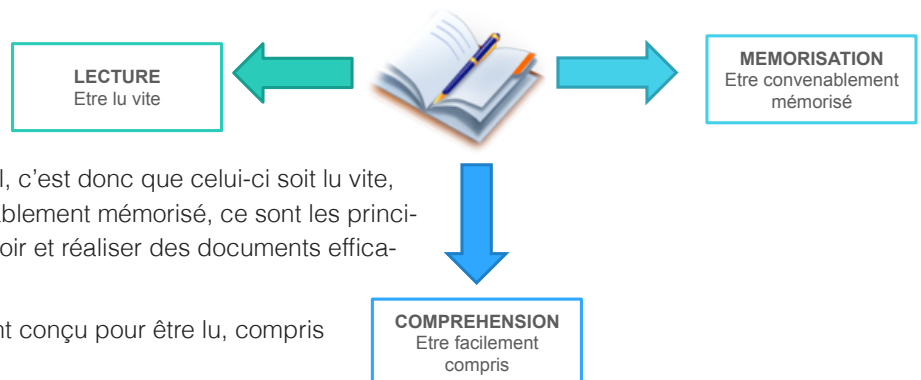 LECTURE
Etre lu vite
MEMORISATION
Etre convenablement
mémorisé
l, c'est donc que celui-ci soit lu vite,
ablement mémorisé, ce sont les princi-
oir et réaliser des documents effica-
nt conçu pour être lu, compris
COMPREHENSION
Etre facilement
compris